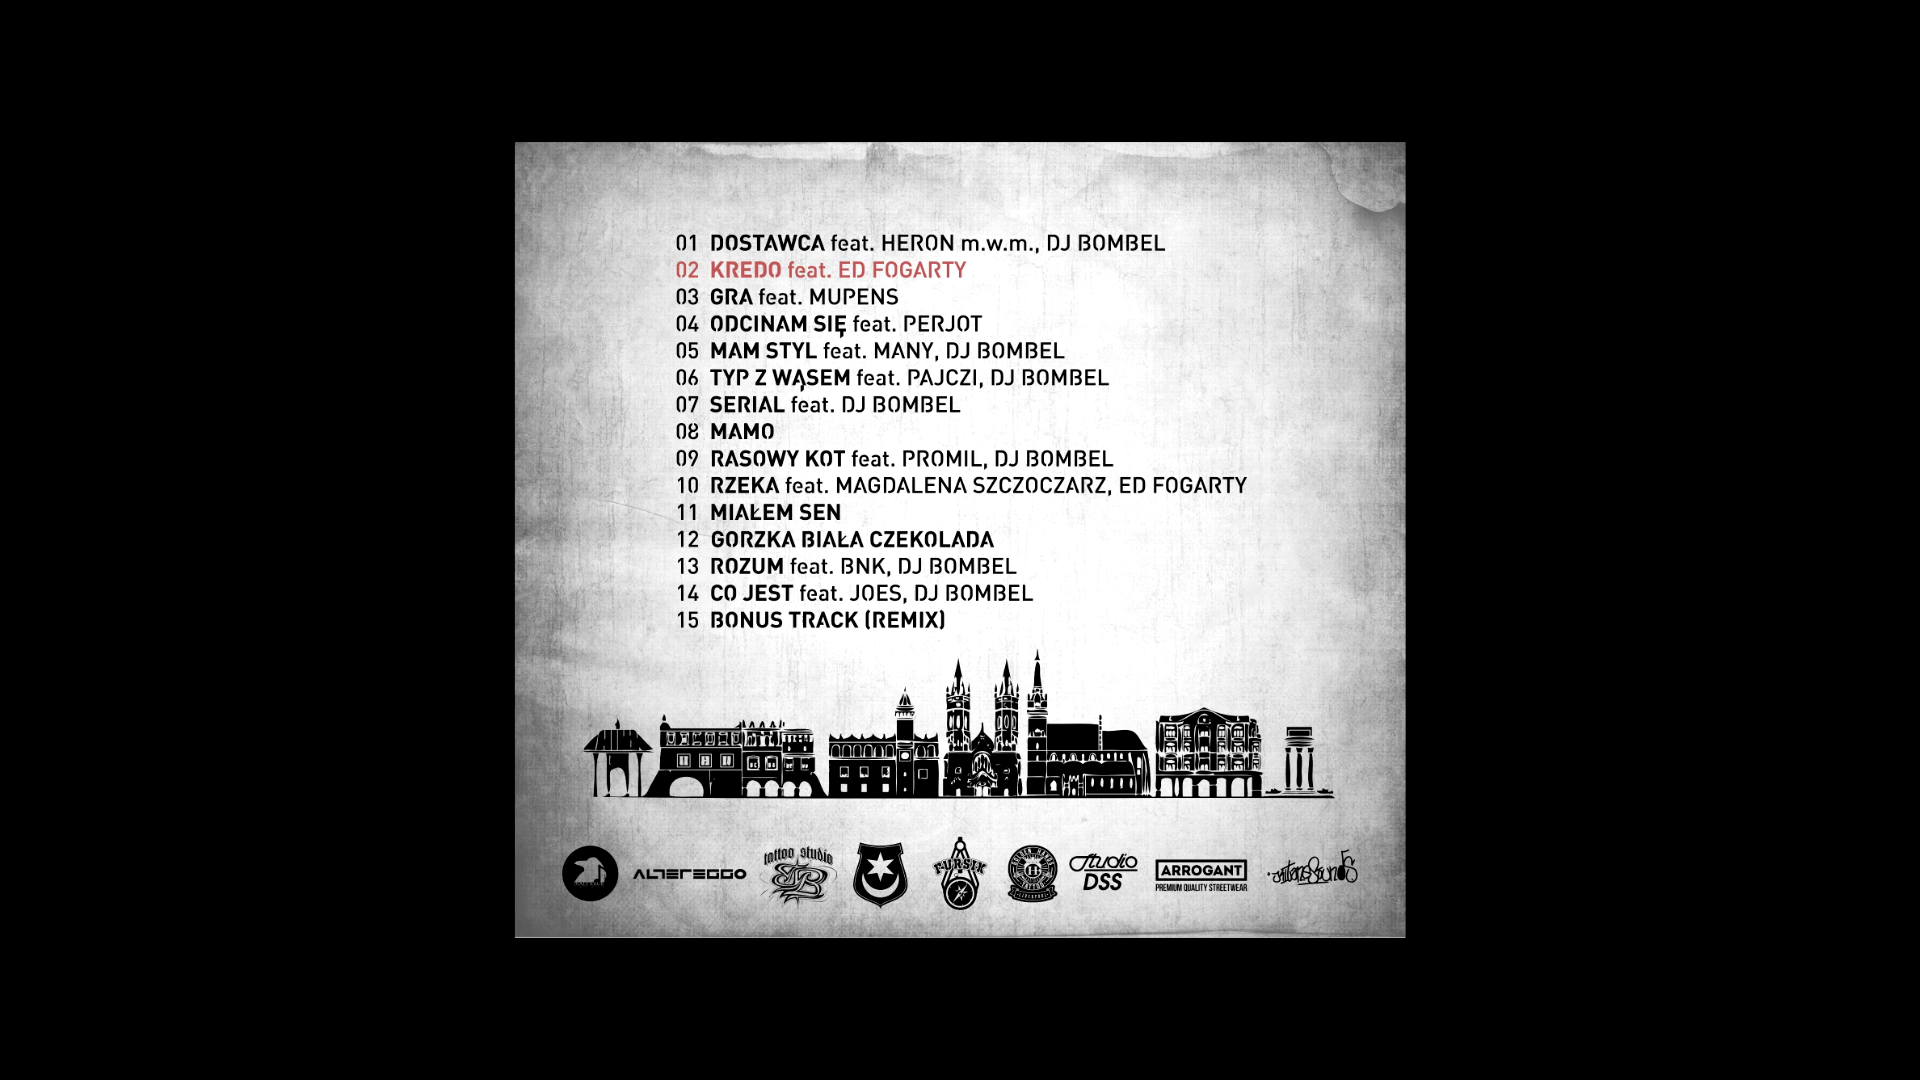 01 DOSTAWCA feat. HERON m.w.m., DJ BOMBEL
02 KREDO feat. ED FOGARTY
03 GRA feat. MUPENS
04 ODCINAM SIĘ feat. PERJOT
05 MAM STYL feat. MANY, DJ BOMBEL
06 TYP Z WĄSEM feat. PAJCZI, DJ BOMBEL
07 SERIAL feat. DJ BOMBEL
08 MAMO
09 RASOWY KOT feat. PROMIL, DJ BOMBEL
10 RZEKA feat. MAGDALENA SZCZOCZARZ, ED FOGARTY
11 MIAŁEM SEN
12 GORZKA BIAŁA CZEKOLADA
13 ROZUM feat. BNK, DJ BOMBEL
14 CO JEST feat. JOES, DJ BOMBEL
15 BONUS TRACK (REMIX)
ALTEREGGO
tattoo studio
TURSIK
Studio
DSS
ARROGANT
PREMIUM QUALITY STREETWEAR